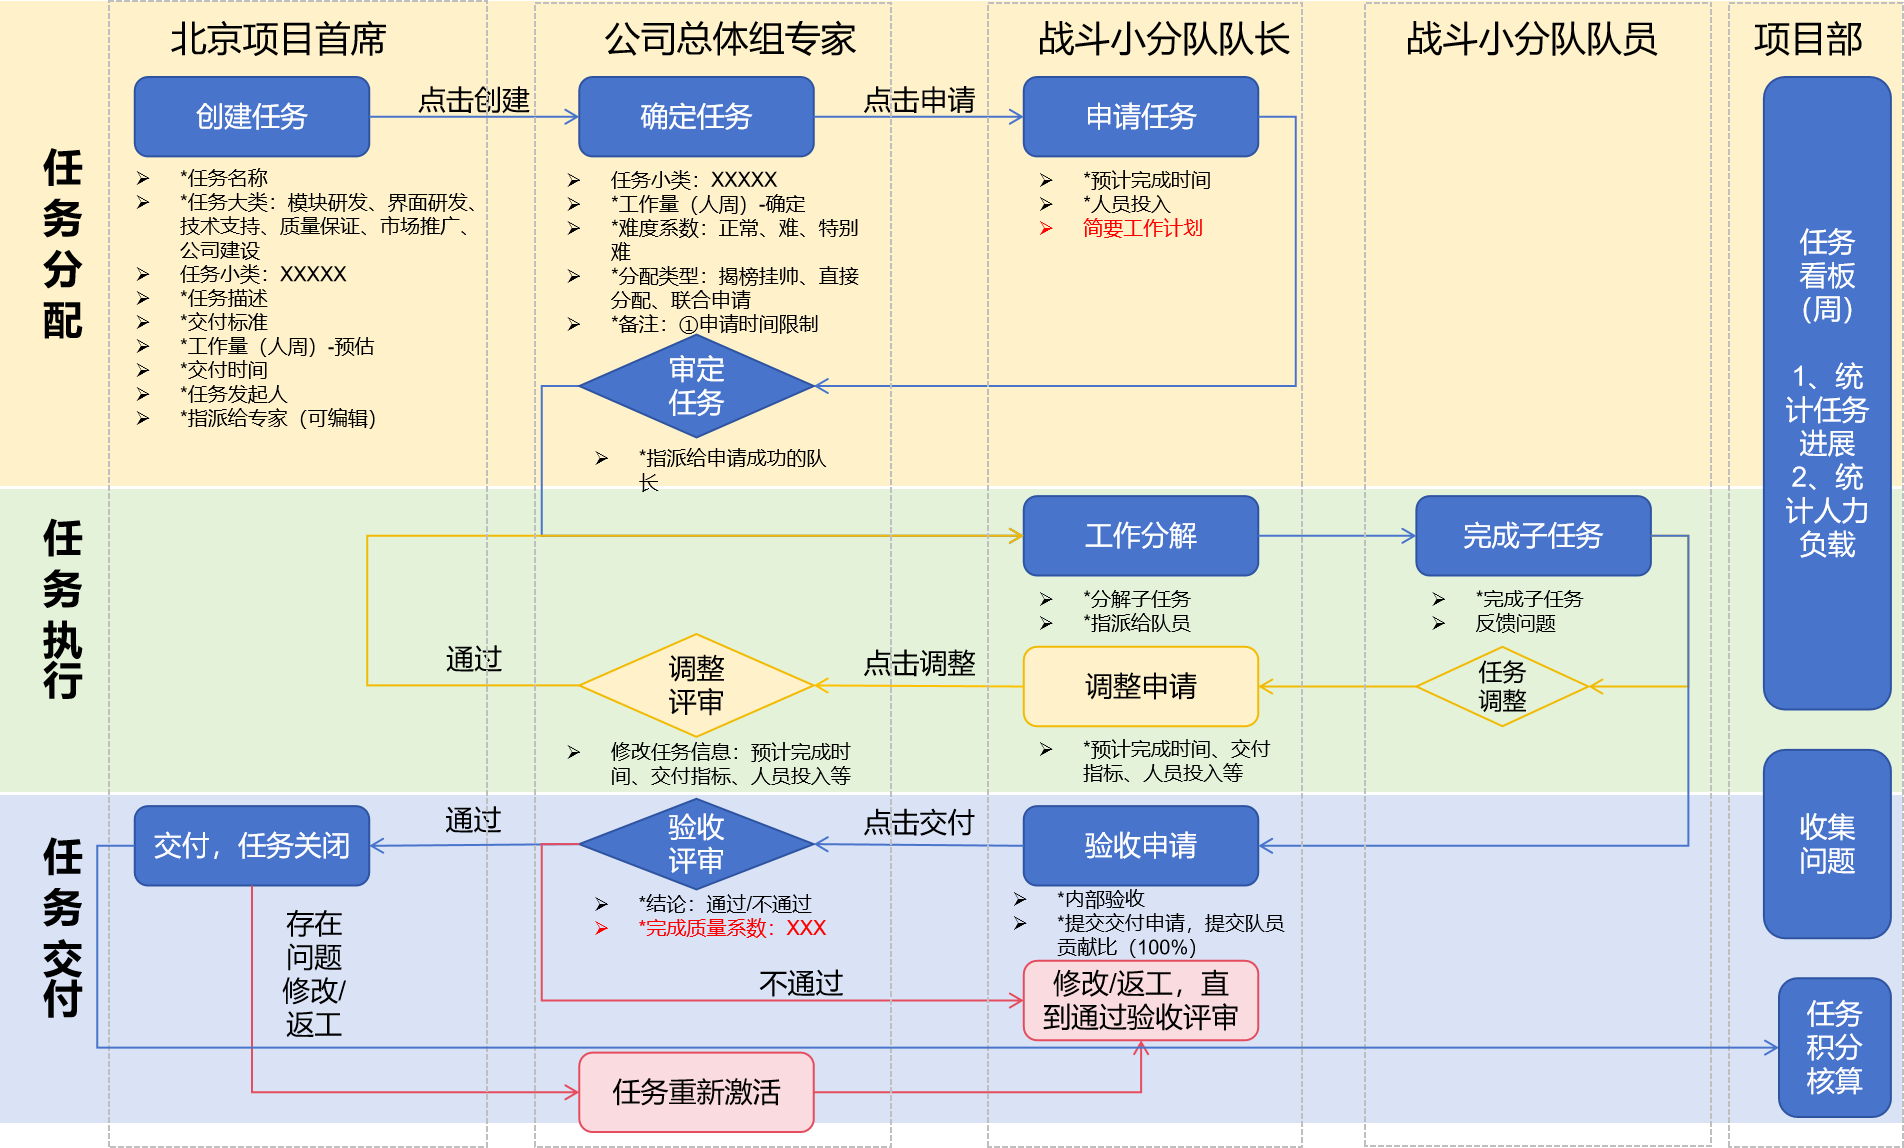 北京项目首席
公司总体组专家
战斗小分队队长
战斗小分队队员
项目部
任
务
分
配
创建任务
点击创建
确定任务
点击申请
申请任务
➢ *任务名称
➢ *任务大类：模块研发、界面研发、
技术支持、质量保证、市场推广、
公司建设
➢ 任务小类：XXXXX
➢ *任务描述
➢ *交付标准
➢ *工作量（人周）-预估
➢ *交付时间
➢ *任务发起人
➢ *指派给专家（可编辑）
➢ 任务小类：XXXXX
➢ *工作量（人周）-确定
➢ *难度系数：正常、难、特别
难
➢ *分配类型：揭榜挂帅、直接
分配、联合申请
➢ *备注：①申请时间限制
➢ *预计完成时间
➢ *人员投入
➢ 简要工作计划
审定
任务
➢ *指派给申请成功的队
长
任务
看板
（周）
1、统
计任务
进展
2、统
计人力
负载
任
务
执
行
工作分解
完成子任务
➢ *分解子任务
➢ *指派给队员
➢ *完成子任务
➢ 反馈问题
通过
调整
评审
点击调整
调整申请
任务
调整
➢ 修改任务信息：预计完成时
间、交付指标、人员投入等
➢ *预计完成时间、交付
指标、人员投入等
任
务
交
付
交付，任务关闭
通过
验收
评审
点击交付
验收申请
收集
问题
➢ *结论：通过/不通过
➢ *完成质量系数：XXX
➢ *内部验收
➢ *提交交付申请，提交队员
贡献比（100%）
存在
问题
修改/
返工
不通过
修改/返工，直
到通过验收评审
任务
积分
核算
任务重新激活